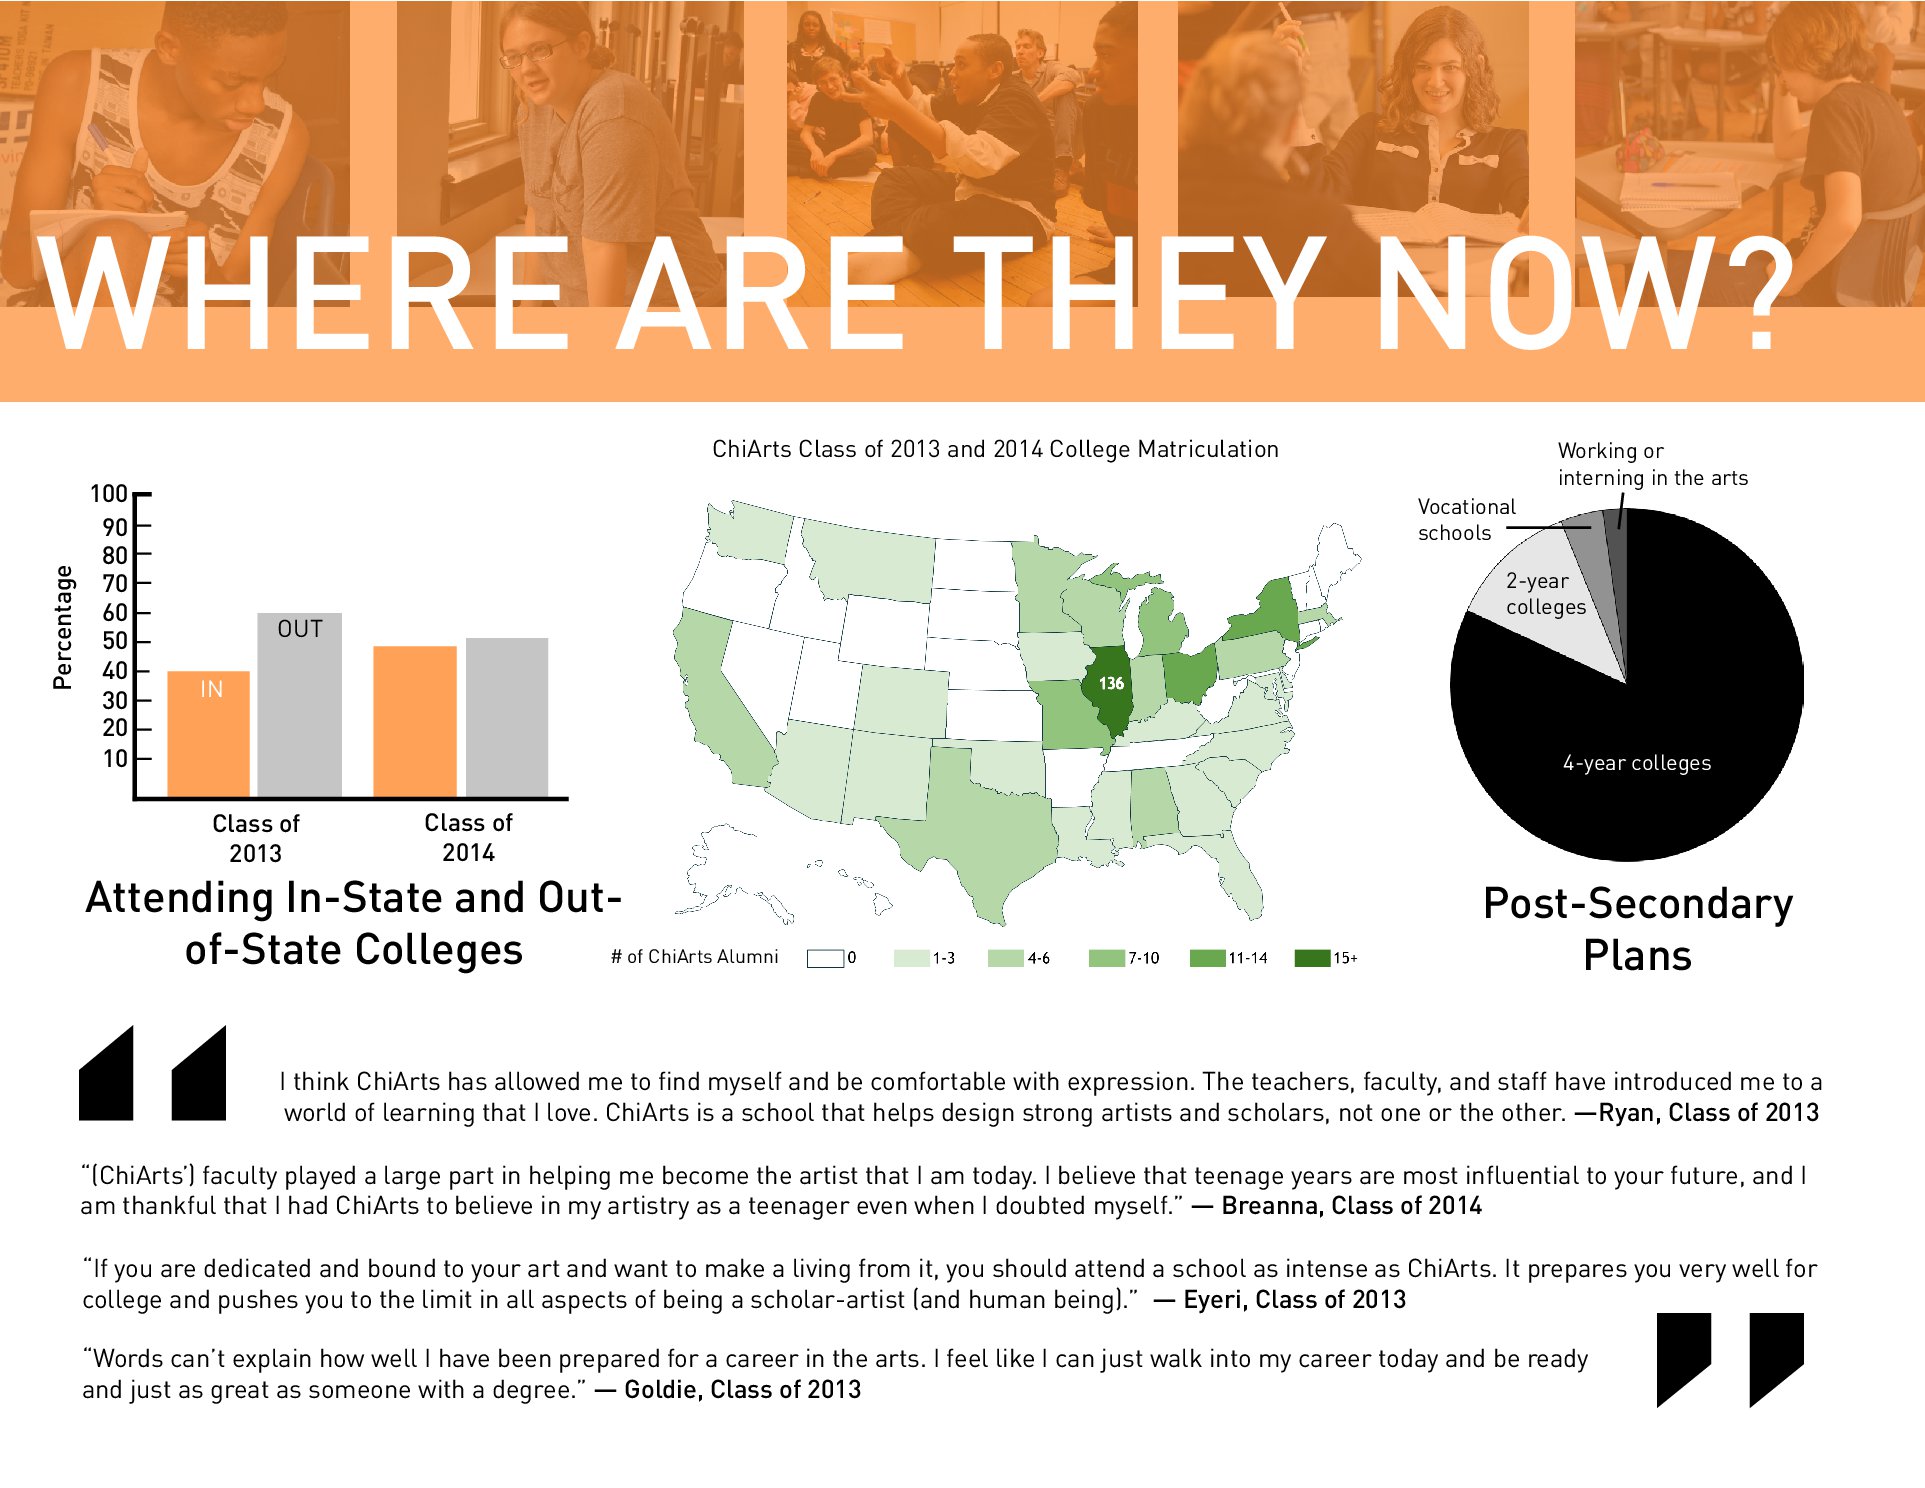 WHERE ARE THEY NOW?
100
90
80
70
60
50
40
30
20
10
Percentage
IN
OUT
Class of
2013
Class of
2014
Attending In-State and Out-
of-State Colleges
ChiArts Class of 2013 and 2014 College Matriculation
136
# of ChiArts Alumni 0 1-3 4-6 7-10 11-14 15+
Working or
interning in the arts
Vocational
schools
2-year
colleges
4-year colleges
Post-Secondary
Plans
I think ChiArts has allowed me to find myself and be comfortable with expression. The teachers, faculty, and staff have introduced me to a
world of learning that I love. ChiArts is a school that helps design strong artists and scholars, not one or the other. —Ryan, Class of 2013
“(ChiArts’) faculty played a large part in helping me become the artist that I am today. I believe that teenage years are most influential to your future, and I
am thankful that I had ChiArts to believe in my artistry as a teenager even when I doubted myself.” — Breanna, Class of 2014
“If you are dedicated and bound to your art and want to make a living from it, you should attend a school as intense as ChiArts. It prepares you very well for
college and pushes you to the limit in all aspects of being a scholar-artist (and human being).” — Eyeri, Class of 2013
“Words can’t explain how well I have been prepared for a career in the arts. I feel like I can just walk into my career today and be ready
and just as great as someone with a degree.” — Goldie, Class of 2013